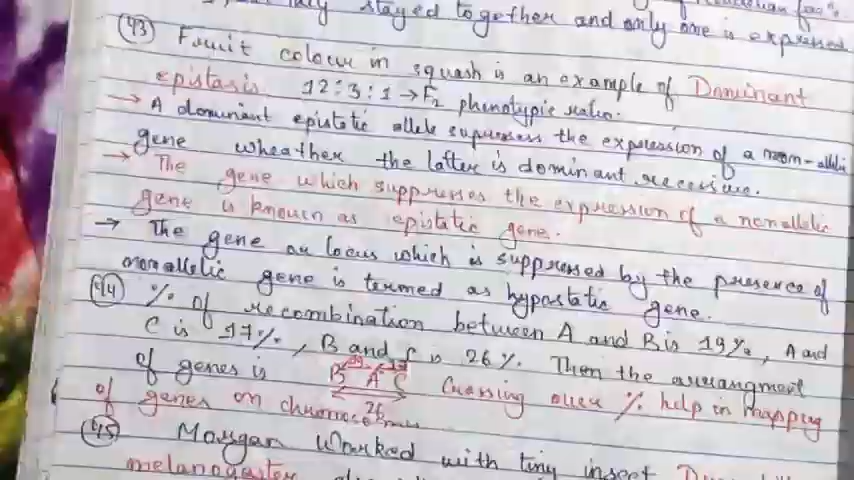 stayed together and only one is expressed
(43) Fruit colour in squash is an example of Dominant
epistasis. 12:3:1 → F2 phenotypic ratio.
→ A dominant epistatic allele supresses the expression of a non-allelic
gene wheather the latter is dominant recessive.
→ The gene which suppresses the expression of a nonallelic
gene is known as epistatic gene.
→ The gene or locus which is suppressed by the presence of
nonallelic gene is termed as hypostatic gene.
(44) % of recombination between A and B is 19%, A and
C is 17%, B and C is 26%. Then the arrangment
of genes is B A C Crossing over % help in mapping
26
of genes on chromosomes
(45) Morgan Worked with tiny insect
melanogaster